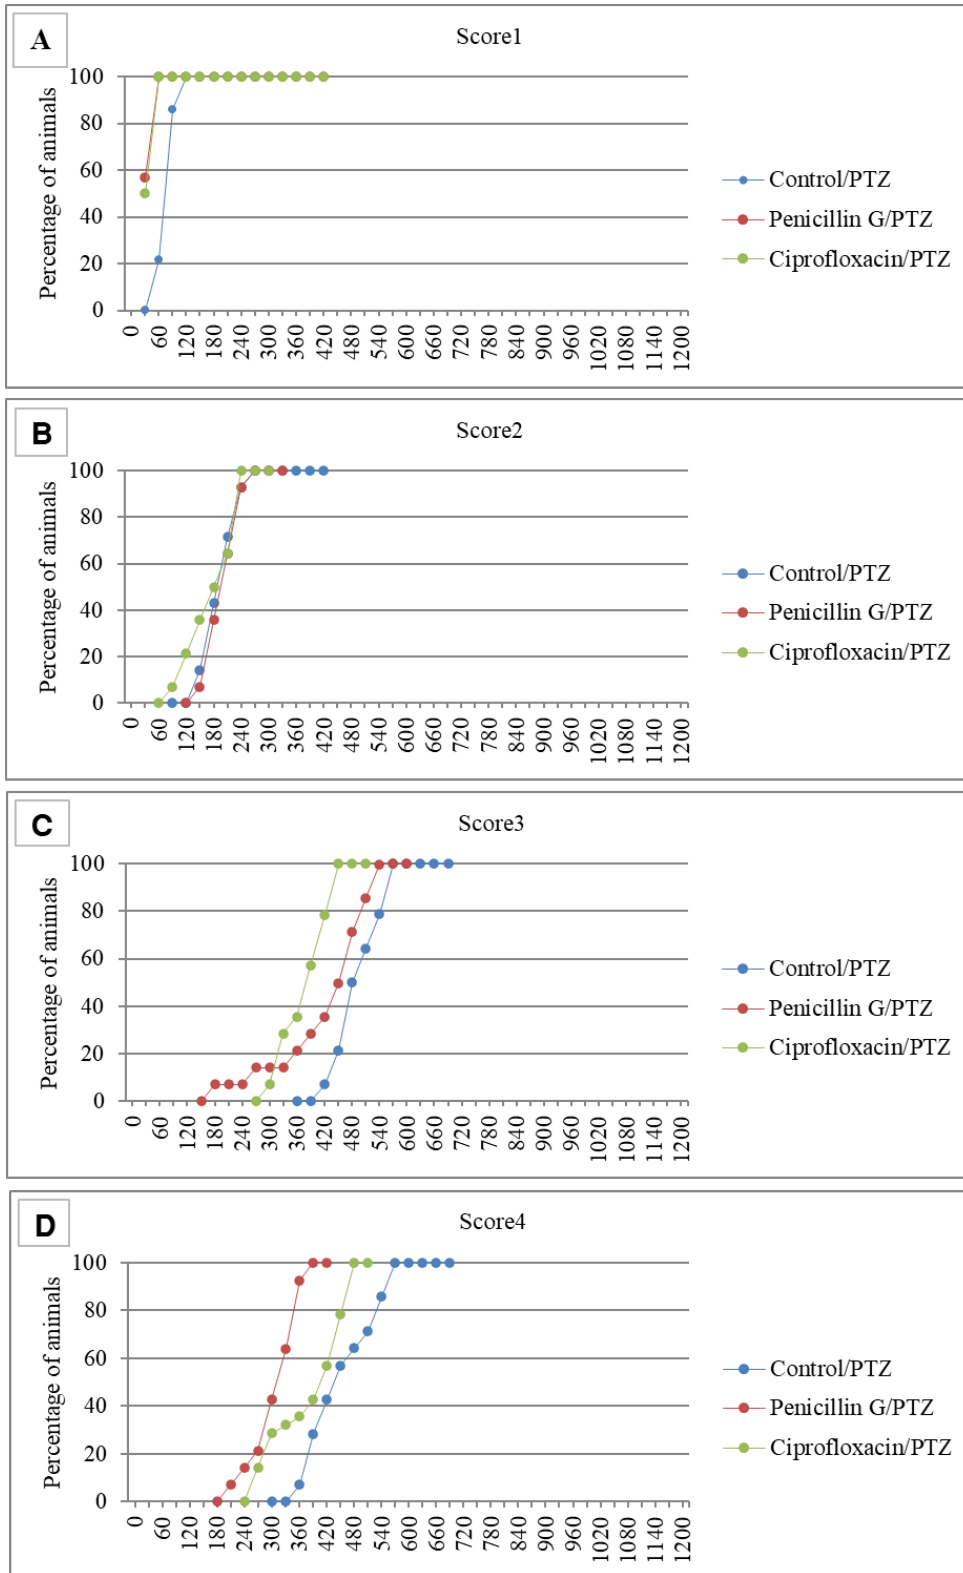 A
Score1
Percentage of animals
100
80
60
40
20
0
0 60 120 180 240 300 360 420 480 540 600 660 720 780 840 900 960 1020 1080 1140 1200
Control/PTZ
Penicillin G/PTZ
Ciprofloxacin/PTZ
B
Score2
Percentage of animals
100
80
60
40
20
0
0 60 120 180 240 300 360 420 480 540 600 660 720 780 840 900 960 1020 1080 1140 1200
Control/PTZ
Penicillin G/PTZ
Ciprofloxacin/PTZ
C
Score3
Percentage of animals
100
80
60
40
20
0
0 60 120 180 240 300 360 420 480 540 600 660 720 780 840 900 960 1020 1080 1140 1200
Control/PTZ
Penicillin G/PTZ
Ciprofloxacin/PTZ
D
Score4
Percentage of animals
100
80
60
40
20
0
0 60 120 180 240 300 360 420 480 540 600 660 720 780 840 900 960 1020 1080 1140 1200
Control/PTZ
Penicillin G/PTZ
Ciprofloxacin/PTZ